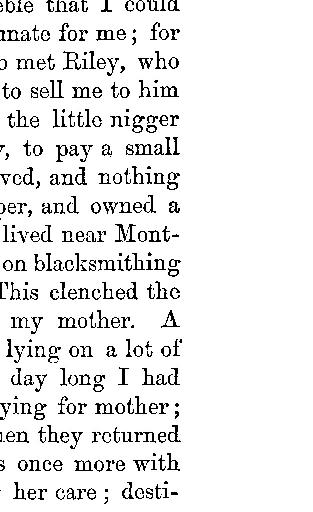 eble that I could
unate for me; for
o met Riley, who
to sell me to him
the little nigger
, to pay a small
ved, and nothing
per, and owned a
lived near Mont-
on blacksmithing
This clenched the
my mother. A
lying on a lot of
day long I had
ying for mother;
hen they returned
s once more with
her care; desti-